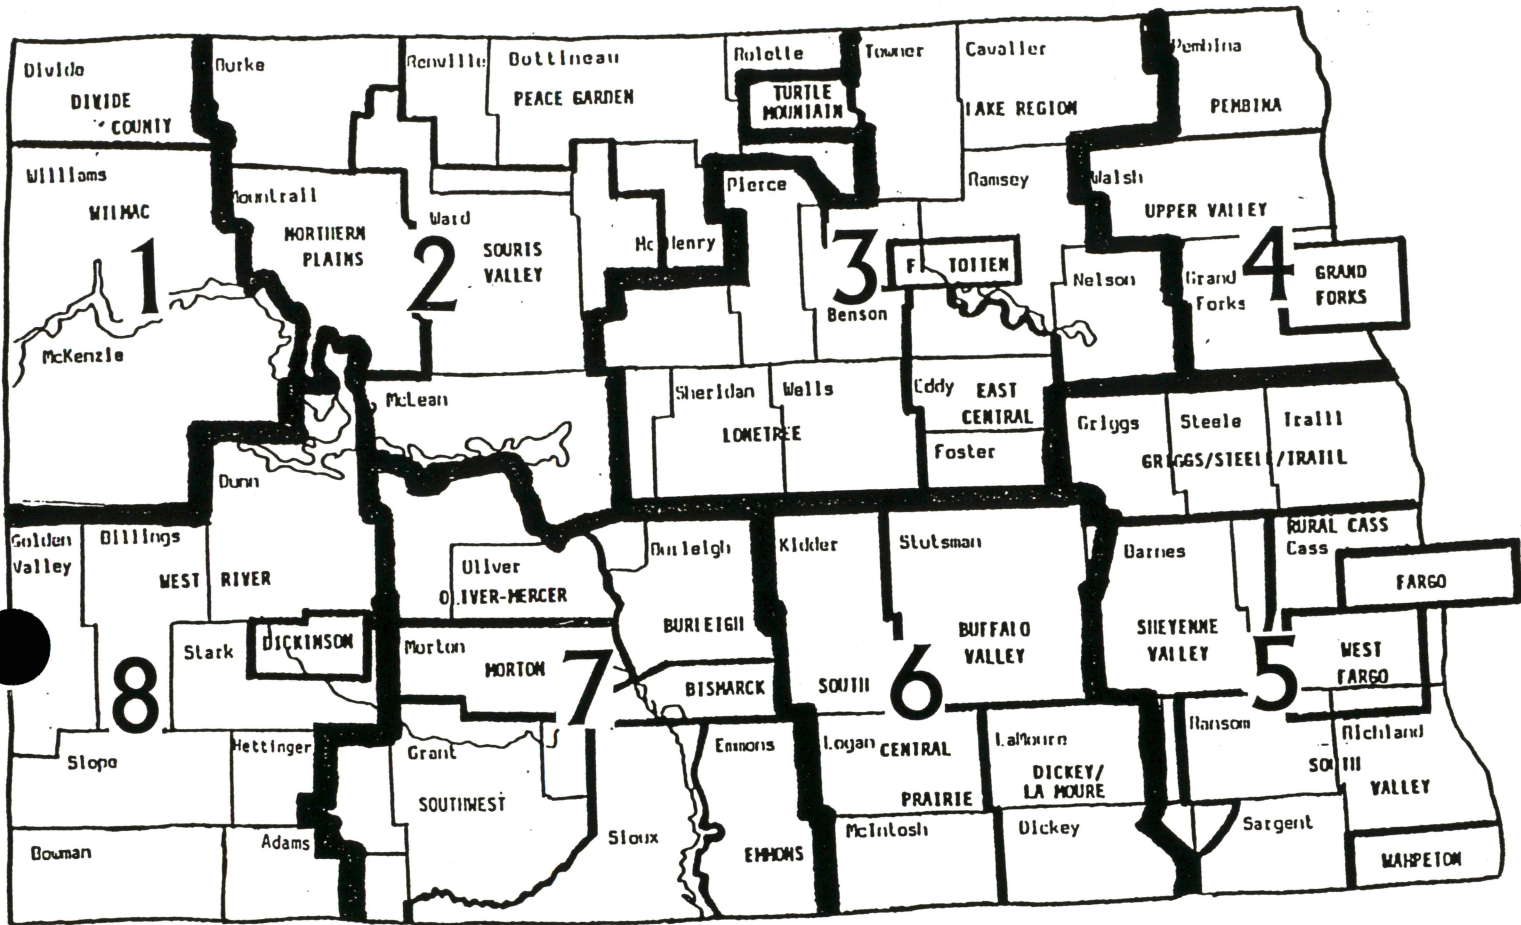 Divide
DIVIDE
COUNTY
Burke
Renville
Bottineau
PEACE GARDEN
Rolette
TURTLE
MOUNTAIN
Towner
Cavalier
LAKE REGION
Pembina
PEMBINA
Williams
WILMAC
1
McKenzie
Mountrail
NORTHERN
PLAINS
Ward
2
SOURIS
VALLEY
McHenry
Pierce
3
Benson
Ramsey
F TOTTEN
Nelson
Walsh
UPPER VALLEY
4
Grand
Forks
GRAND
FORKS
McLean
Sheridan
Wells
LONETREE
Eddy
EAST
CENTRAL
Foster
Griggs
Steele
Traill
GRIGGS/STEELE/TRAILL
Dunn
Golden
Valley
Billings
WEST RIVER
Stark
DICKINSON
8
Slope
Hettinger
Bowman
Adams
Oliver
OLIVER-MERCER
Morton
MORTON
7
Burleigh
BURLEIGH
BISMARCK
Grant
SOUTHWEST
Sioux
Emmons
EMMONS
Kidder
Stutsman
BUFFALO
VALLEY
SOUTH
6
Logan
CENTRAL
PRAIRIE
McIntosh
LaMoure
DICKEY/
LA MOURE
Dickey
Barnes
SHEYENNE
VALLEY
5
RURAL CASS
Cass
FARGO
WEST
FARGO
Ransom
Richland
SOUTH
VALLEY
Sargent
WAHPETON